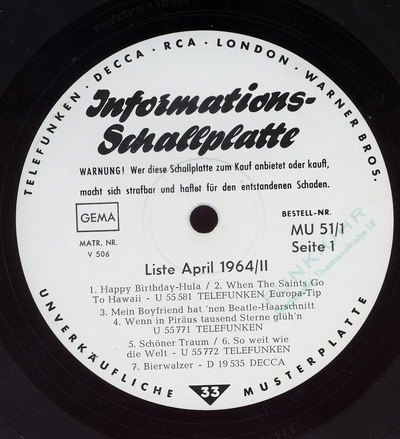 Manufactured in Germany
TELEFUNKEN · DECCA · RCA · LONDON · WARNER BROS.
Informations-
Schallplatte
WARNUNG! Wer diese Schallplatte zum Kauf anbietet oder kauft,
macht sich strafbar und haftet für den entstandenen Schaden.
GEMA
MATR. NR.
V 506
BESTELL-NR.
MU 51/1
Seite 1
Liste April 1964/II
1. Happy Birthday-Hula / 2. When The Saints Go
To Hawaii - U 55 581 TELEFUNKEN Europa-Tip
3. Mein Boyfriend hat 'nen Beatle-Haarschnitt
4. Wenn in Piräus tausend Sterne glüh'n
U 55 771 TELEFUNKEN
5. Schöner Traum / 6. So weit wie
die Welt - U 55 772 TELEFUNKEN
7. Bierwalzer - D 19 535 DECCA
UNVERKÄUFLICHE 33 MUSTERPLATTE